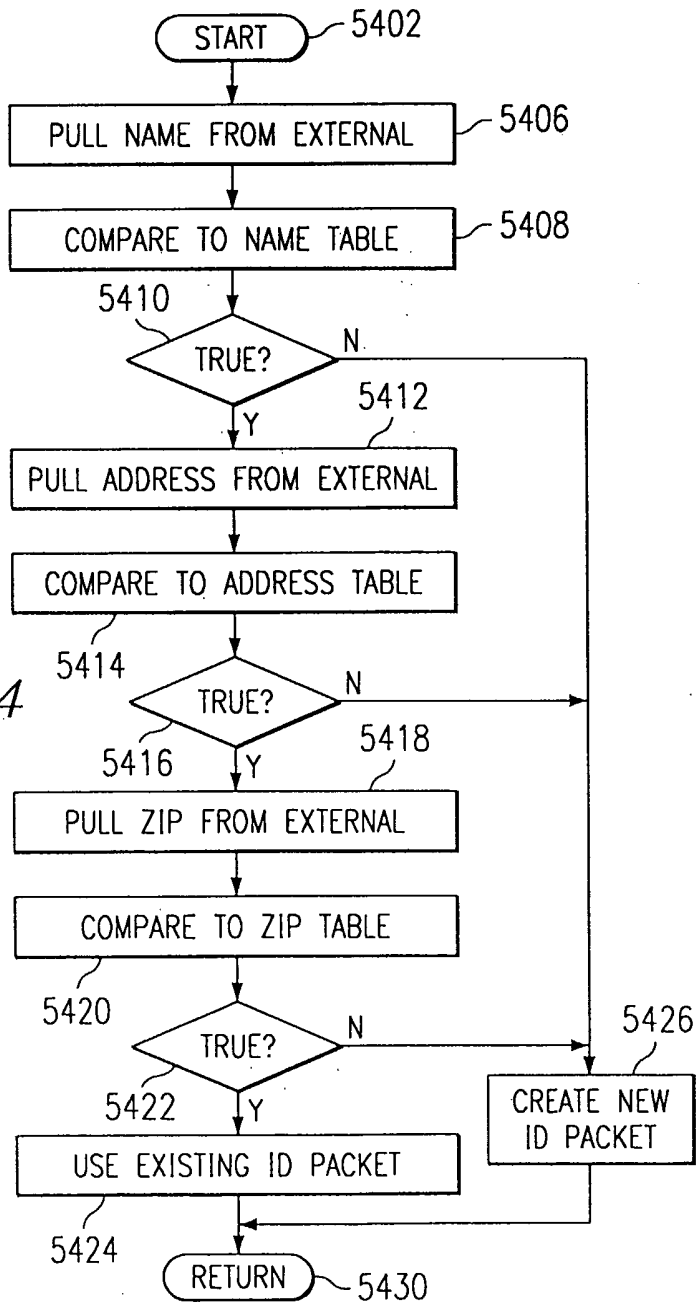 START
5402
PULL NAME FROM EXTERNAL
5406
COMPARE TO NAME TABLE
5408
5410
TRUE?
N
Y
5412
PULL ADDRESS FROM EXTERNAL
COMPARE TO ADDRESS TABLE
5414
4
TRUE?
N
5416
Y
5418
PULL ZIP FROM EXTERNAL
COMPARE TO ZIP TABLE
5420
TRUE?
N
5422
Y
5426
CREATE NEW
ID PACKET
USE EXISTING ID PACKET
5424
RETURN
5430